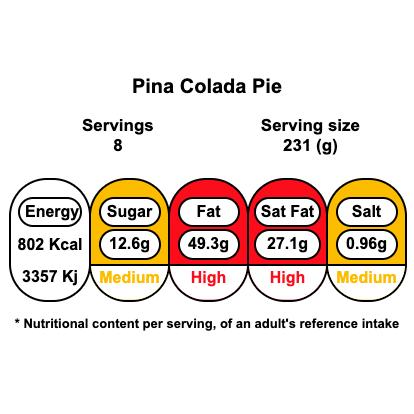 Pina Colada Pie
Servings Serving size
8 231 (g)
Energy Sugar Fat Sat Fat Salt
802 Kcal 12.6g 49.3g 27.1g 0.96g
3357 Kj Medium High High Medium
* Nutritional content per serving, of an adult's reference intake